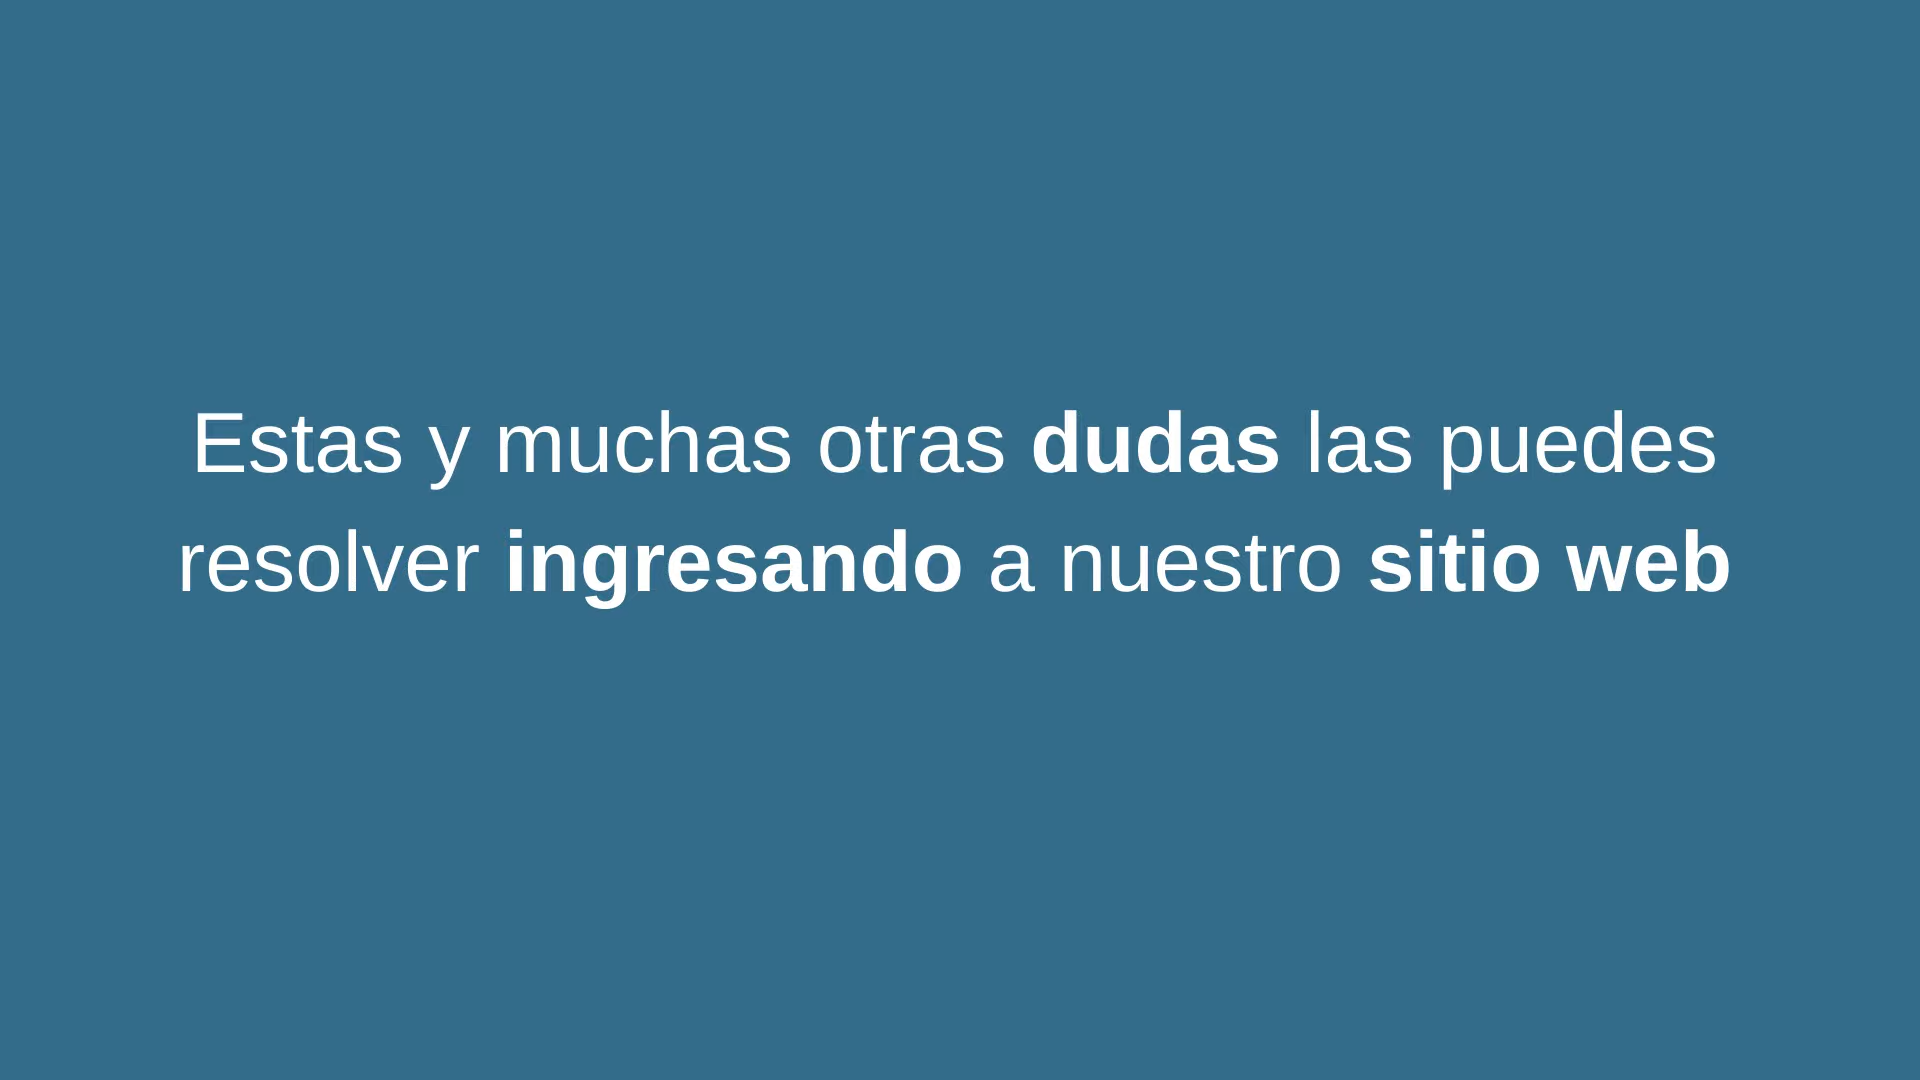 Estas y muchas otras dudas las puedes
resolver ingresando a nuestro sitio web